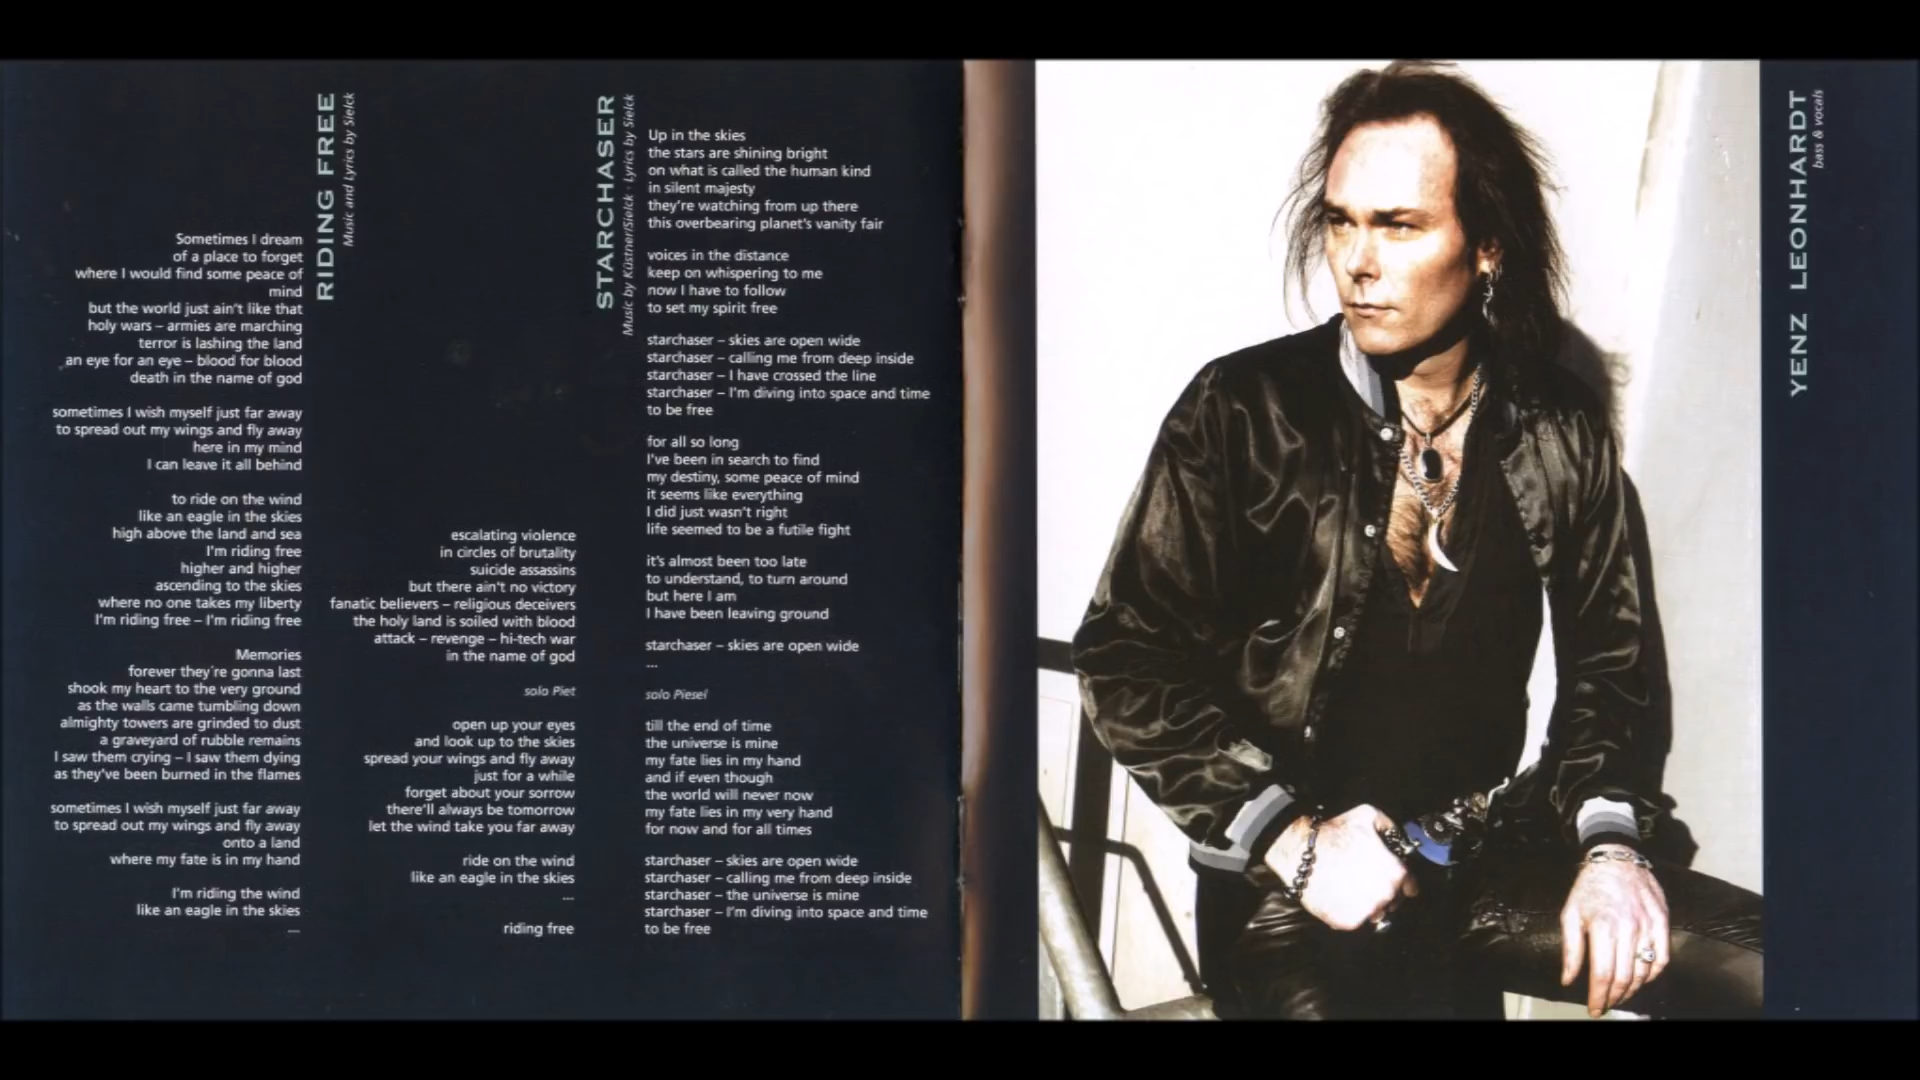 RIDING FREE
Music and Lyrics by Sielck
Sometimes I dream
of a place to forget
where I would find some peace of
mind
but the world just ain't like that
holy wars – armies are marching
terror is lashing the land
an eye for an eye – blood for blood
death in the name of god
sometimes I wish myself just far away
to spread out my wings and fly away
here in my mind
I can leave it all behind
to ride on the wind
like an eagle in the skies
high above the land and sea
I'm riding free
higher and higher
ascending to the skies
where no one takes my liberty
I'm riding free – I'm riding free
Memories
forever they're gonna last
shook my heart to the very ground
as the walls came tumbling down
almighty towers are grinded to dust
a graveyard of rubble remains
I saw them crying – I saw them dying
as they've been burned in the flames
sometimes I wish myself just far away
to spread out my wings and fly away
onto a land
where my fate is in my hand
I'm riding the wind
like an eagle in the skies
...
escalating violence
in circles of brutality
suicide assassins
but there ain't no victory
fanatic believers – religious deceivers
the holy land is soiled with blood
attack – revenge – hi-tech war
in the name of god
solo Piet
open up your eyes
and look up to the skies
spread your wings and fly away
just for a while
forget about your sorrow
there'll always be tomorrow
let the wind take you far away
ride on the wind
like an eagle in the skies
...
riding free
STARCHASER
Music by Küstner/Sielck · Lyrics by Sielck
Up in the skies
the stars are shining bright
on what is called the human kind
in silent majesty
they're watching from up there
this overbearing planet's vanity fair
voices in the distance
keep on whispering to me
now I have to follow
to set my spirit free
starchaser – skies are open wide
starchaser – calling me from deep inside
starchaser – I have crossed the line
starchaser – I'm diving into space and time
to be free
for all so long
I've been in search to find
my destiny, some peace of mind
it seems like everything
I did just wasn't right
life seemed to be a futile fight
it's almost been too late
to understand, to turn around
but here I am
I have been leaving ground
starchaser – skies are open wide
...
solo Piesel
till the end of time
the universe is mine
my fate lies in my hand
and if even though
the world will never now
my fate lies in my very hand
for now and for all times
starchaser – skies are open wide
starchaser – calling me from deep inside
starchaser – the universe is mine
starchaser – I'm diving into space and time
to be free
YENZ LEONHARDT
bass & vocals